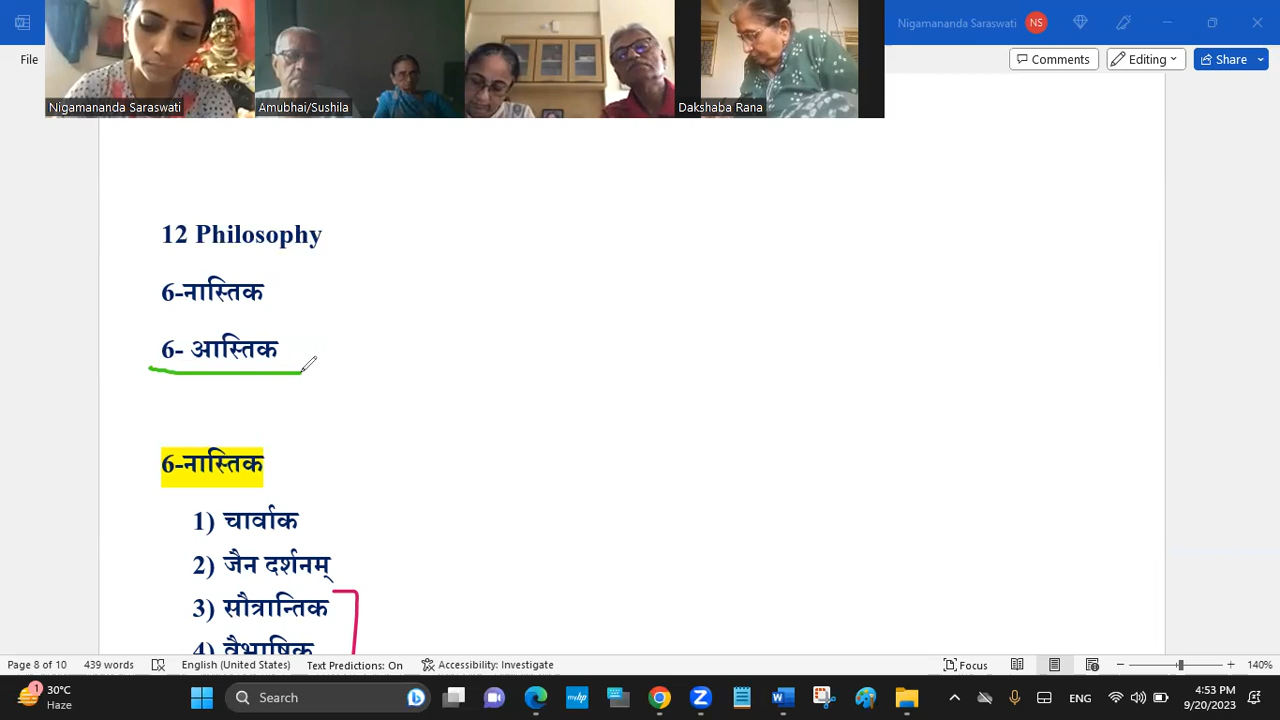 Nigamananda Saraswati NS
File Comments Editing Share
Nigamananda Saraswati Amubhai/Sushila Dakshaba Rana
12 Philosophy
6-नास्तिक
6- आस्तिक
6-नास्तिक
1) चार्वाक
2) जैन दर्शनम्
3) सौत्रान्तिक
4) वैभाषिक
Page 8 of 10 439 words English (United States) Text Predictions: On Accessibility: Investigate Focus 140%
1 30°C
Haze
Search
ENG
4:53 PM
9/20/2023